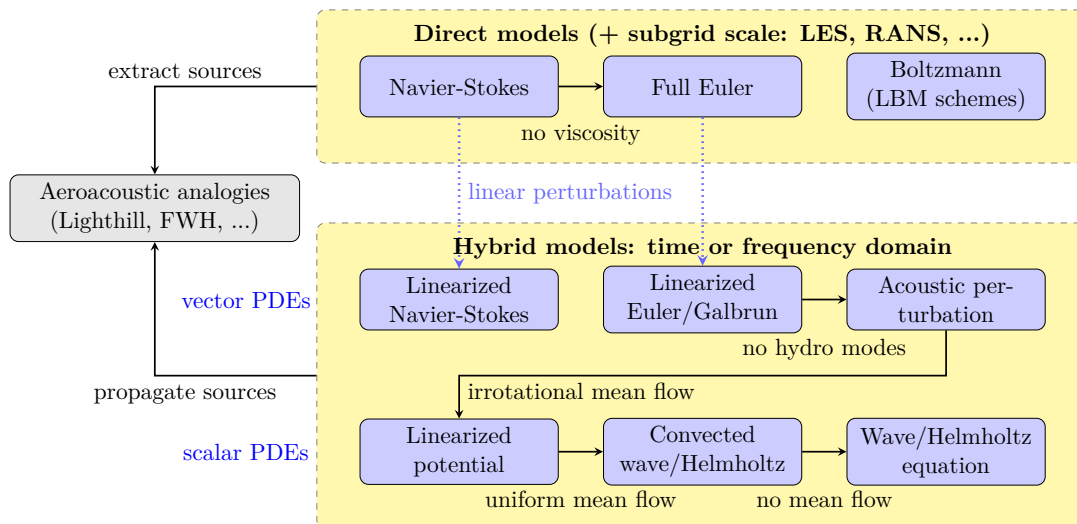 Direct models (+ subgrid scale: LES, RANS, ...)
extract sources
Navier-Stokes
Full Euler
Boltzmann
(LBM schemes)
no viscosity
Aeroacoustic analogies
(Lighthill, FWH, ...)
linear perturbations
Hybrid models: time or frequency domain
vector PDEs
Linearized
Navier-Stokes
Linearized
Euler/Galbrun
Acoustic per-
turbation
no hydro modes
propagate sources
irrotational mean flow
scalar PDEs
Linearized
potential
Convected
wave/Helmholtz
Wave/Helmholtz
equation
uniform mean flow
no mean flow